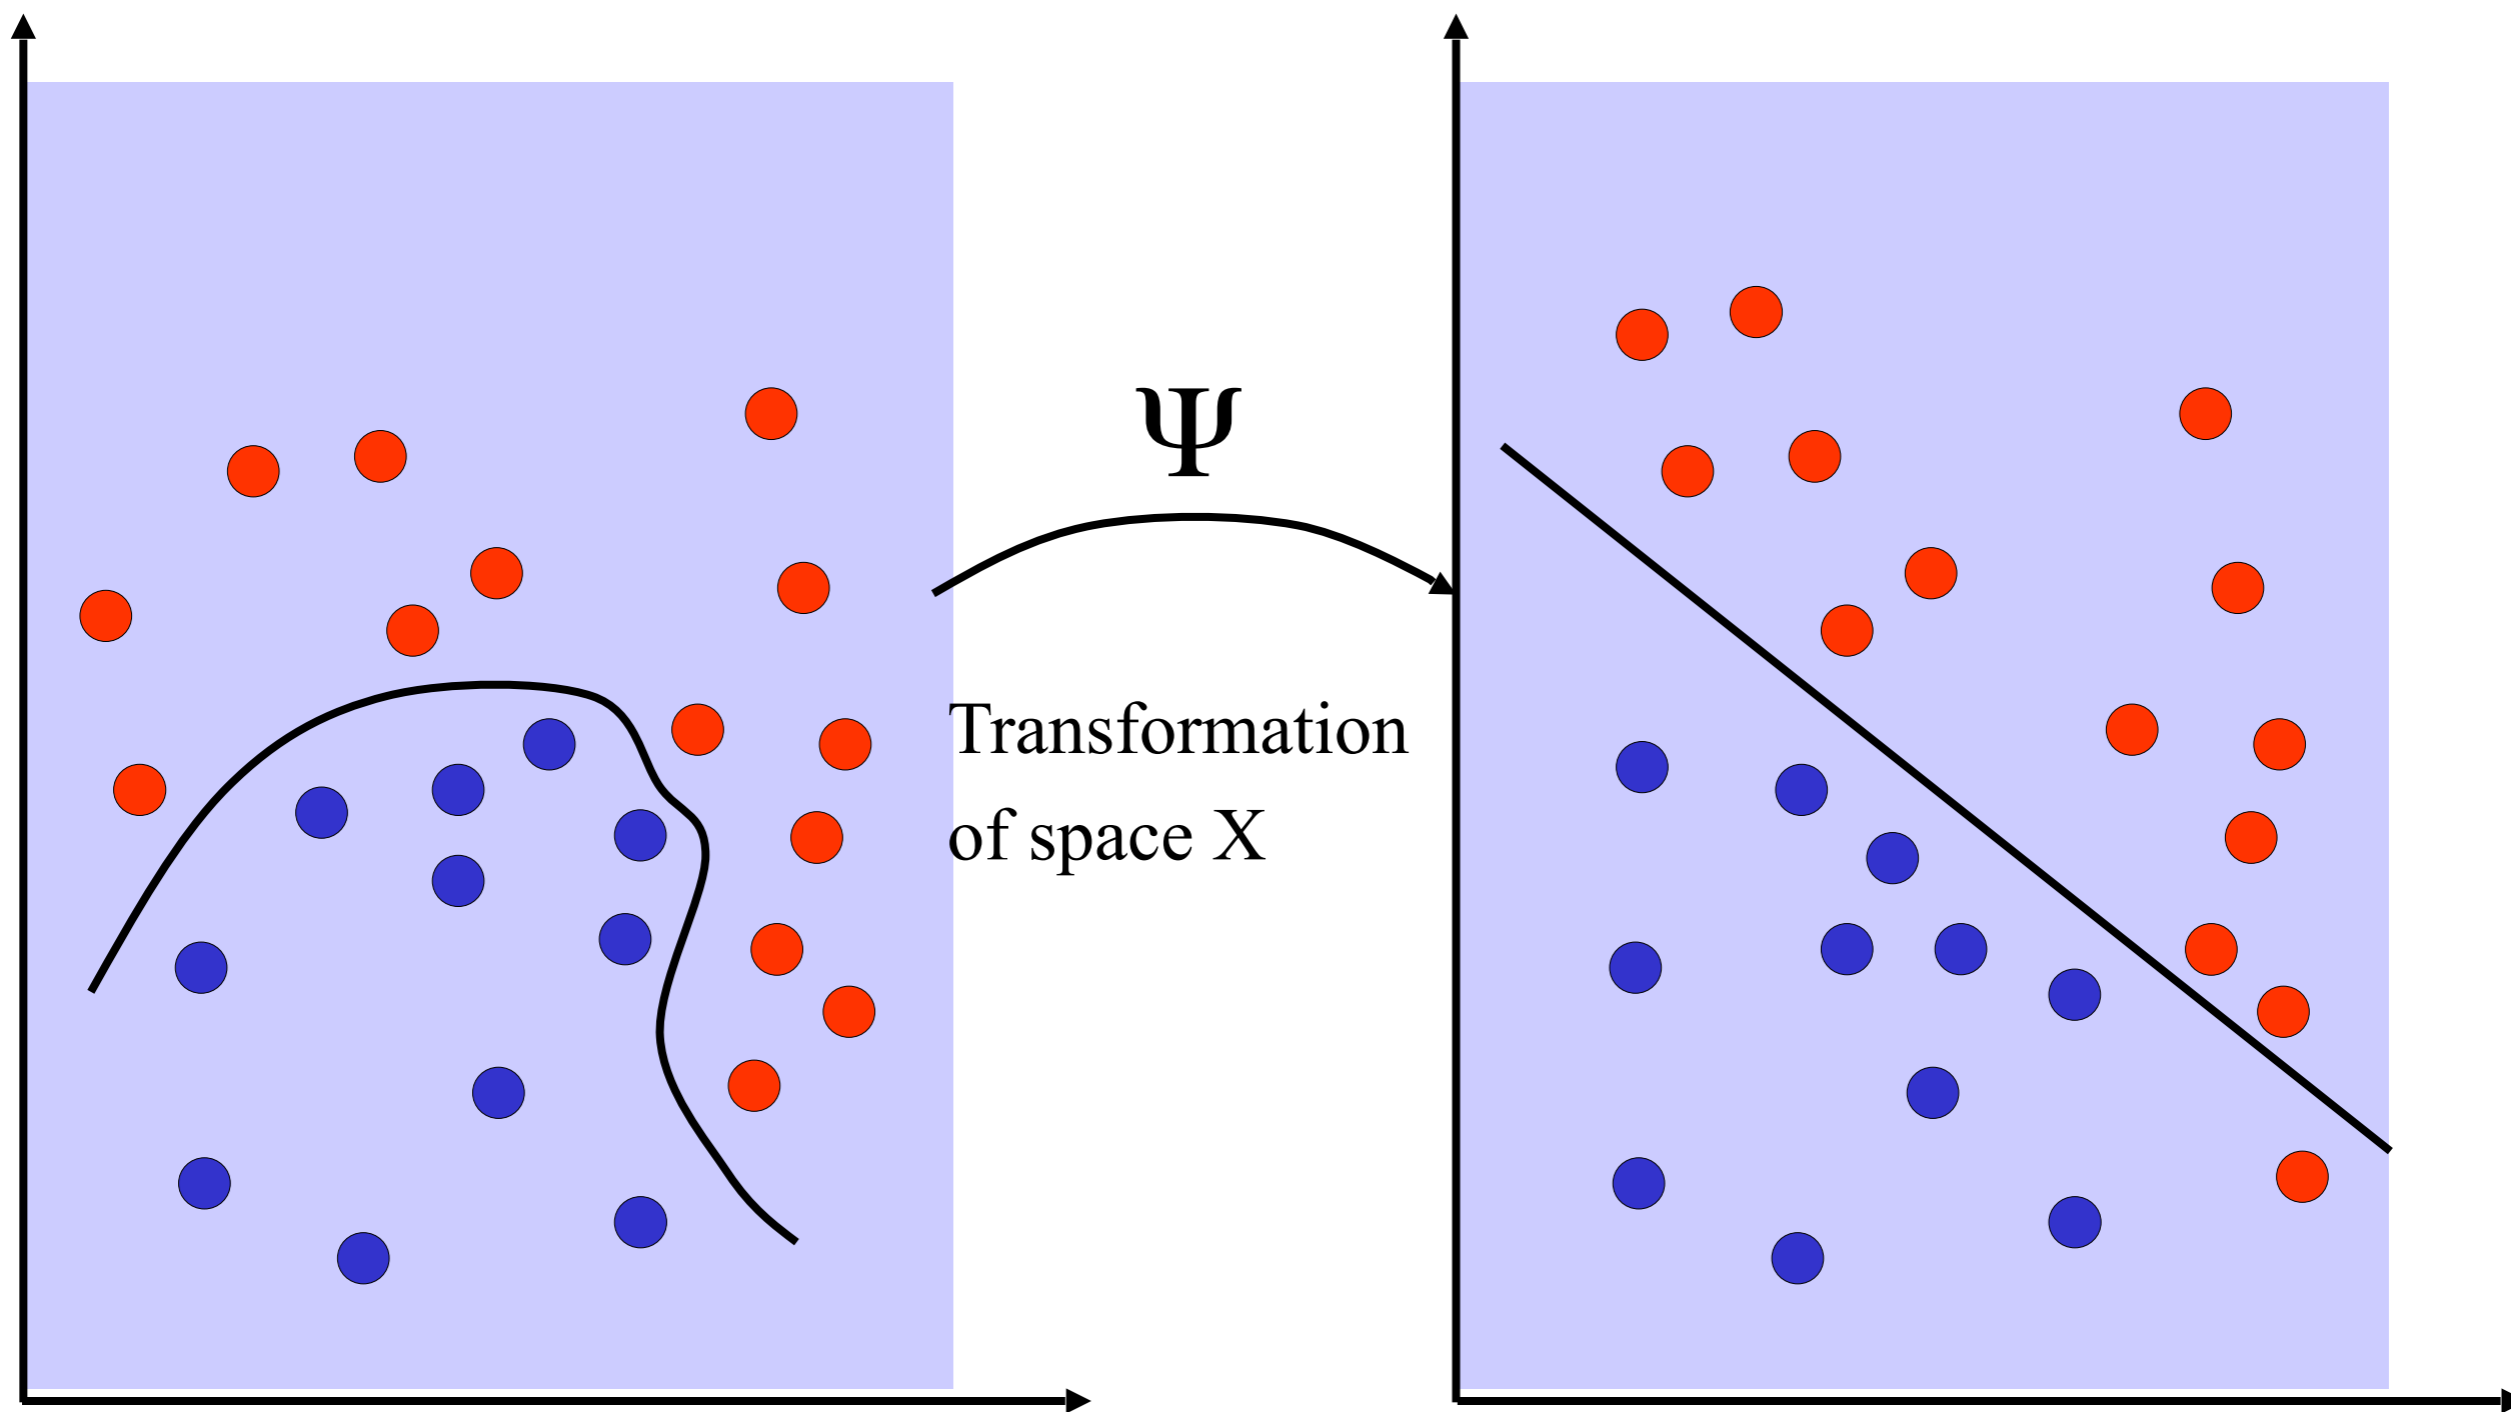 Ψ
Transformation
of space X